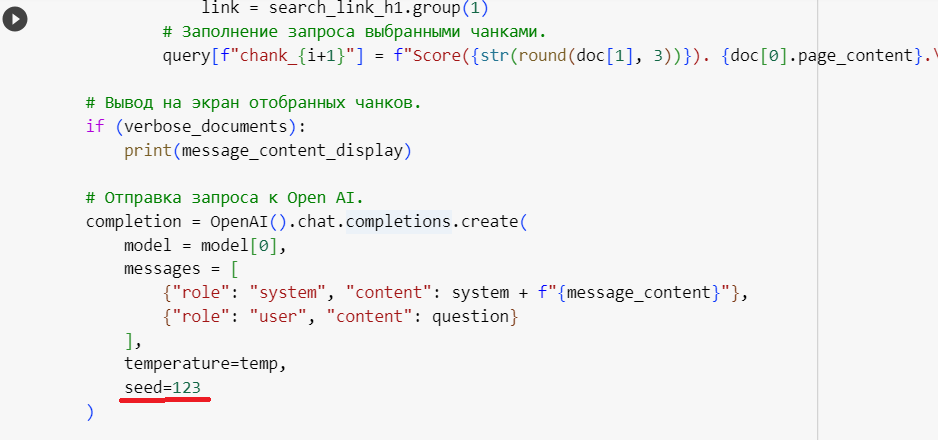 link = search_link_h1.group(1)
# Заполнение запроса выбранными чанками.
query[f"chank_{i+1}"] = f"Score({str(round(doc[1], 3))}). {doc[0].page_content}.\
# Вывод на экран отобранных чанков.
if (verbose_documents):
print(message_content_display)
# Отправка запроса к Open AI.
completion = OpenAI().chat.completions.create(
model = model[0],
messages = [
{"role": "system", "content": system + f"{message_content}"},
{"role": "user", "content": question}
],
temperature=temp,
seed=123
)